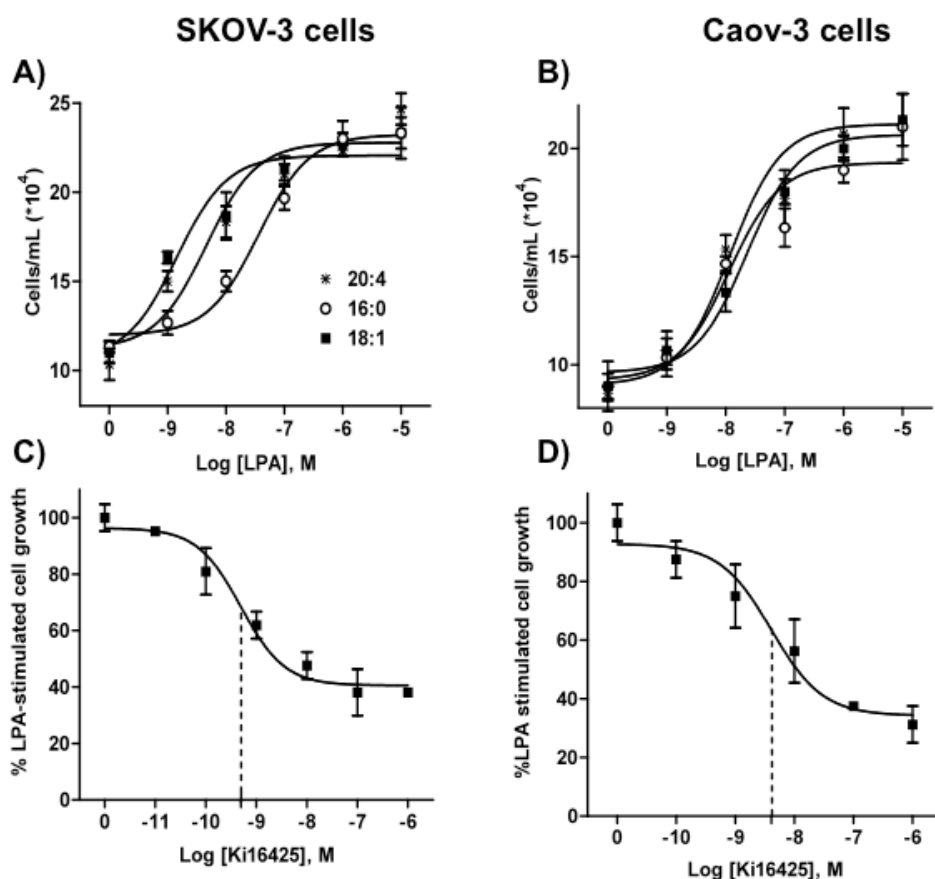 SKOV-3 cells
Caov-3 cells
A)
Cells/mL (*10^4)
25
20
15
10
20:4
16:0
18:1
0 -9 -8 -7 -6 -5
Log [LPA], M
B)
Cells/mL (*10^4)
20
15
10
0 -9 -8 -7 -6 -5
Log [LPA], M
C)
% LPA-stimulated cell growth
100
80
60
40
20
0
0 -11 -10 -9 -8 -7 -6
Log [Ki16425], M
D)
%LPA stimulated cell growth
100
80
60
40
20
0
0 -10 -9 -8 -7 -6
Log [Ki16425], M